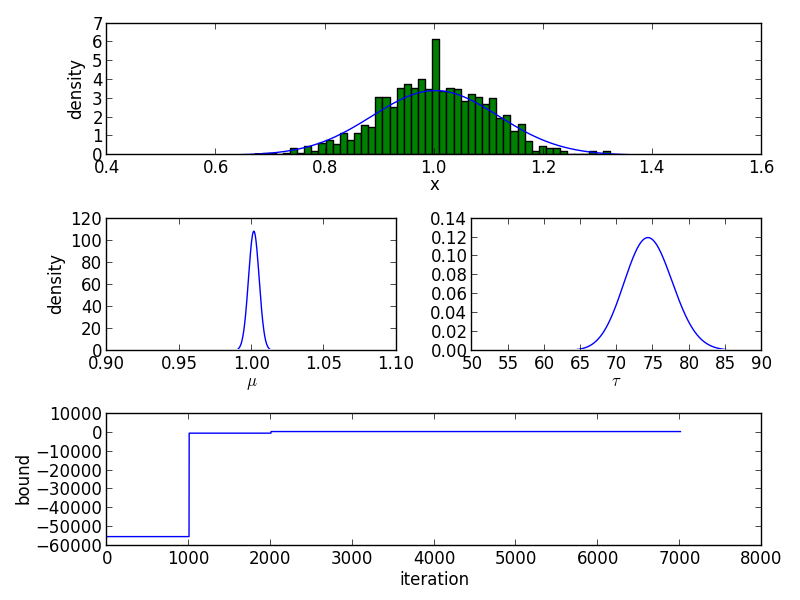 7
6
5
4
3
2
1
0
density
0.4 0.6 0.8 1.0 1.2 1.4 1.6
x
120
100
80
60
40
20
0
density
0.90 0.95 1.00 1.05 1.10
μ
0.14
0.12
0.10
0.08
0.06
0.04
0.02
0.00
50 55 60 65 70 75 80 85 90
τ
10000
0
−10000
−20000
−30000
−40000
−50000
−60000
bound
0 1000 2000 3000 4000 5000 6000 7000 8000
iteration